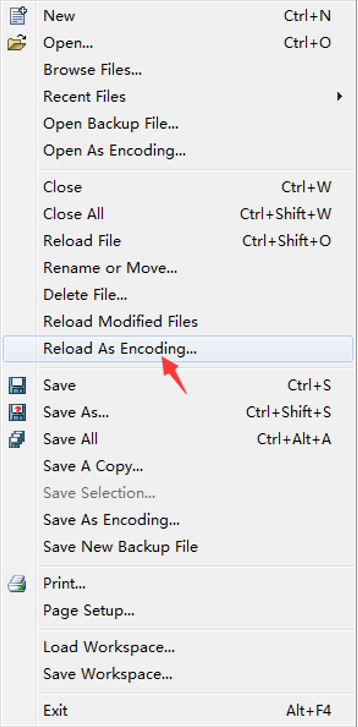 New Ctrl+N
Open... Ctrl+O
Browse Files...
Recent Files
Open Backup File...
Open As Encoding...
Close Ctrl+W
Close All Ctrl+Shift+W
Reload File Ctrl+Shift+O
Rename or Move...
Delete File...
Reload Modified Files
Reload As Encoding...
Save Ctrl+S
Save As... Ctrl+Shift+S
Save All Ctrl+Alt+A
Save A Copy...
Save Selection...
Save As Encoding...
Save New Backup File
Print...
Page Setup...
Load Workspace...
Save Workspace...
Exit Alt+F4